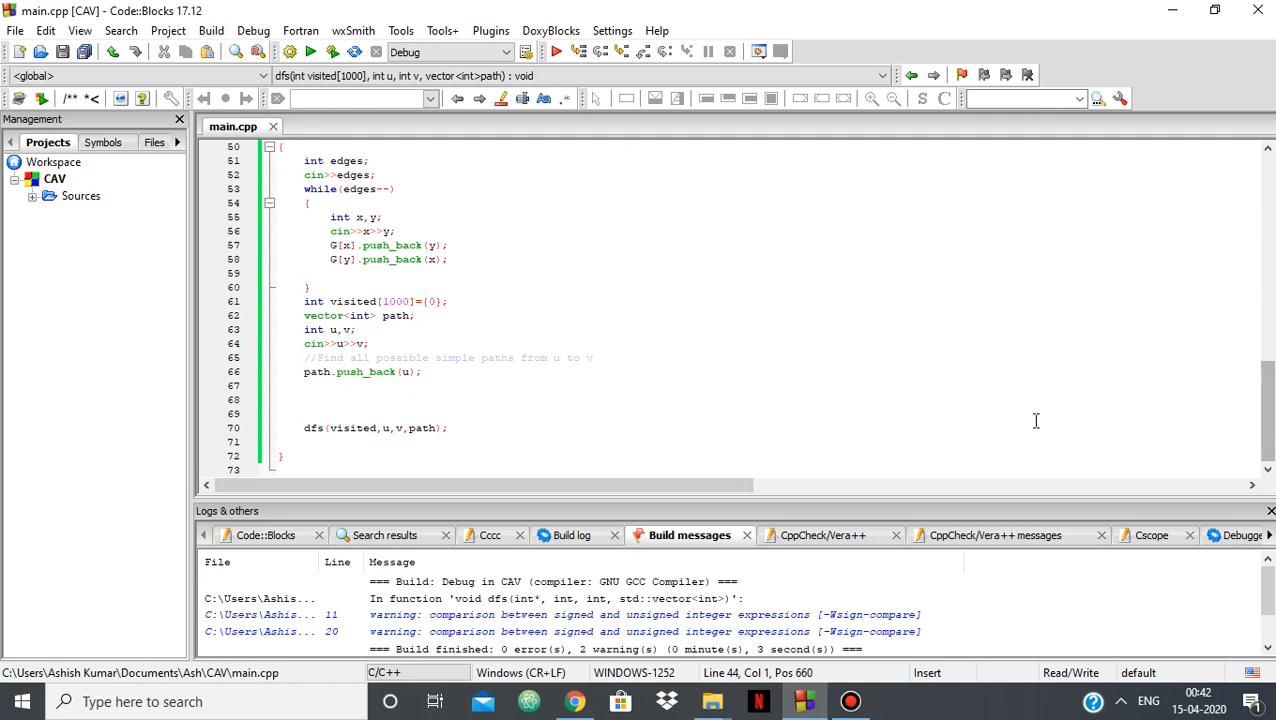 main.cpp [CAV] - Code::Blocks 17.12
File Edit View Search Project Build Debug Fortran wxSmith Tools Tools+ Plugins DoxyBlocks Settings Help
Debug
<global> dfs(int visited[1000], int u, int v, vector<int>path) : void
/** *<
S C
Management
main.cpp
Projects Symbols Files
Workspace
CAV
Sources
50 {
51 int edges;
52 cin>>edges;
53 while(edges--)
54 {
55 int x,y;
56 cin>>x>>y;
57 G[x].push_back(y);
58 G[y].push_back(x);
59
60 }
61 int visited[1000]={0};
62 vector<int> path;
63 int u,v;
64 cin>>u>>v;
65 //Find all possible simple paths from u to v
66 path.push_back(u);
67
68
69
70 dfs(visited,u,v,path);
71
72 }
73
Logs & others
Code::Blocks Search results Cccc Build log Build messages CppCheck/Vera++ CppCheck/Vera++ messages Cscope Debugge
File Line Message
=== Build: Debug in CAV (compiler: GNU GCC Compiler) ===
C:\Users\Ashis... In function 'void dfs(int*, int, int, std::vector<int>)':
C:\Users\Ashis... 11 warning: comparison between signed and unsigned integer expressions [-Wsign-compare]
C:\Users\Ashis... 20 warning: comparison between signed and unsigned integer expressions [-Wsign-compare]
=== Build finished: 0 error(s), 2 warning(s) (0 minute(s), 3 second(s)) ===
C:\Users\Ashish Kumar\Documents\Ash\CAV\main.cpp C/C++ Windows (CR+LF) WINDOWS-1252 Line 44, Col 1, Pos 660 Insert Read/Write default
Type here to search
ENG
00:42
15-04-2020
1